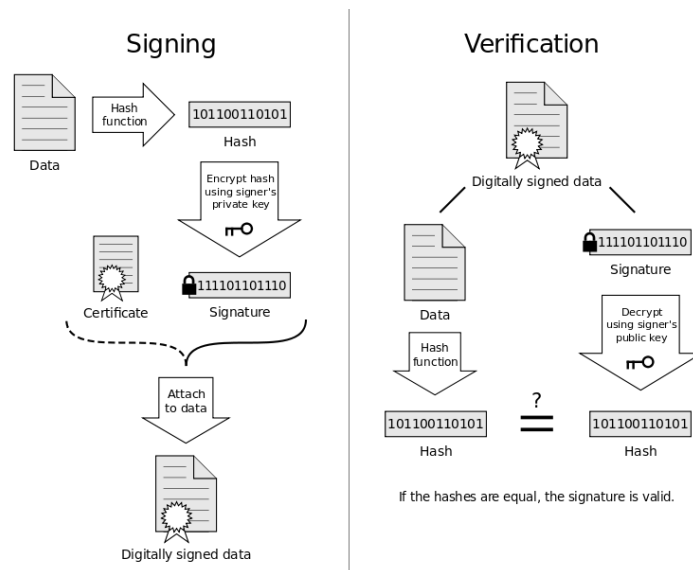 Signing
Data
Hash
function
101100110101
Hash
Encrypt hash
using signer's
private key
Certificate
111101101110
Signature
Attach
to data
Digitally signed data
Verification
Digitally signed data
Data
111101101110
Signature
Hash
function
Decrypt
using signer's
public key
101100110101
Hash
?
=
101100110101
Hash
If the hashes are equal, the signature is valid.